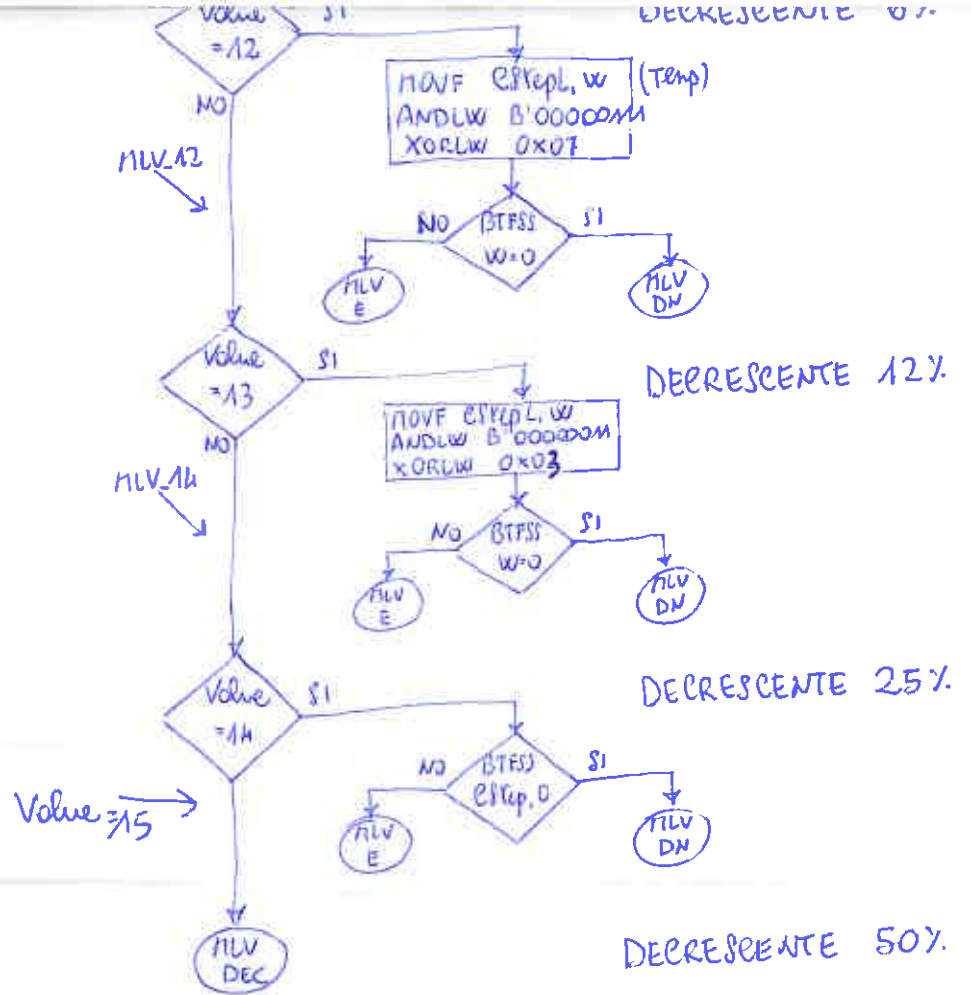 Value
=12
SI
DECRESCENTE 6%
NO
MOVF CStepL, W (Temp)
ANDLW B'00000111
XORLW 0x07
MLV_12
NO
BTFSS
W=0
SI
MLV
E
MLV
DN
Value
=13
SI
DECRESCENTE 12%
NO
MOVF CStepL, W
ANDLW B'00000011
XORLW 0x03
MLV_14
NO
BTFSS
W=0
SI
MLV
E
MLV
DN
Value
=14
SI
DECRESCENTE 25%
NO
BTFSS
CStep,0
SI
Value=15
MLV
E
MLV
DN
MLV
DEC
DECRESCENTE 50%